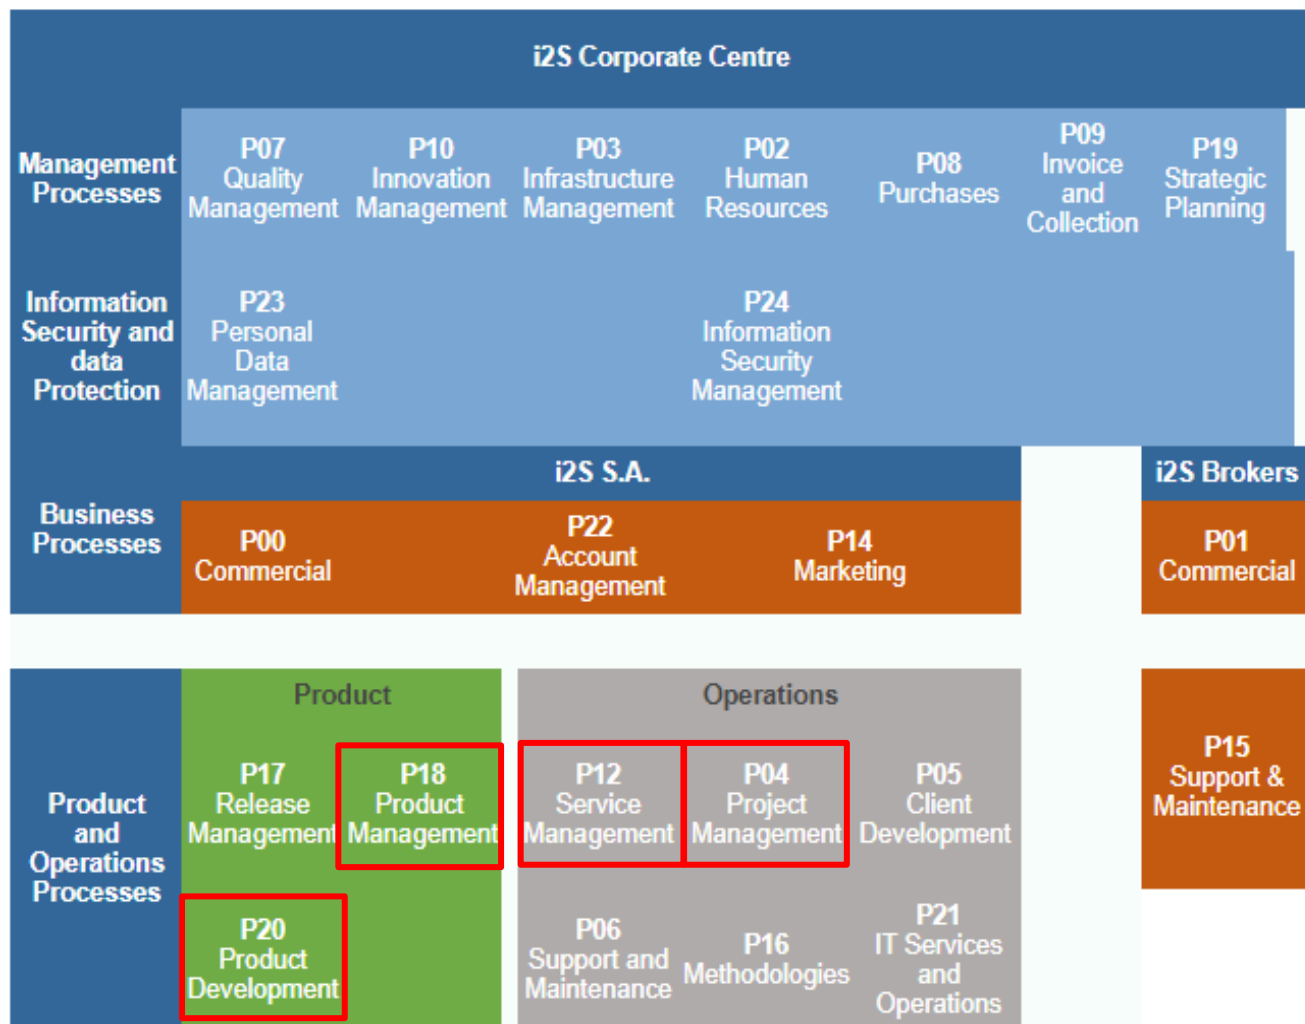 i2S Corporate Centre
Management
Processes
P07
Quality
Management
P10
Innovation
Management
P03
Infrastructure
Management
P02
Human
Resources
P08
Purchases
P09
Invoice
and
Collection
P19
Strategic
Planning
Information
Security and
data
Protection
P23
Personal
Data
Management
P24
Information
Security
Management
Business
Processes
i2S S.A.
i2S Brokers
P00
Commercial
P22
Account
Management
P14
Marketing
P01
Commercial
Product
and
Operations
Processes
Product
P17
Release
Management
P18
Product
Management
P20
Product
Development
Operations
P12
Service
Management
P04
Project
Management
P05
Client
Development
P06
Support and
Maintenance
P16
Methodologies
P21
IT Services
and
Operations
P15
Support &
Maintenance